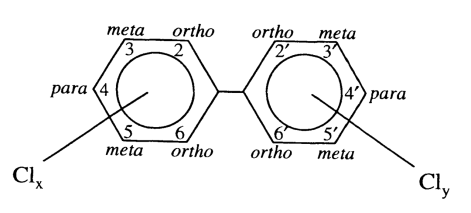 meta ortho ortho meta
3 2 2′ 3′
para 4 4′ para
5 6 6′ 5′
meta ortho ortho meta
Clₓ Cl_y